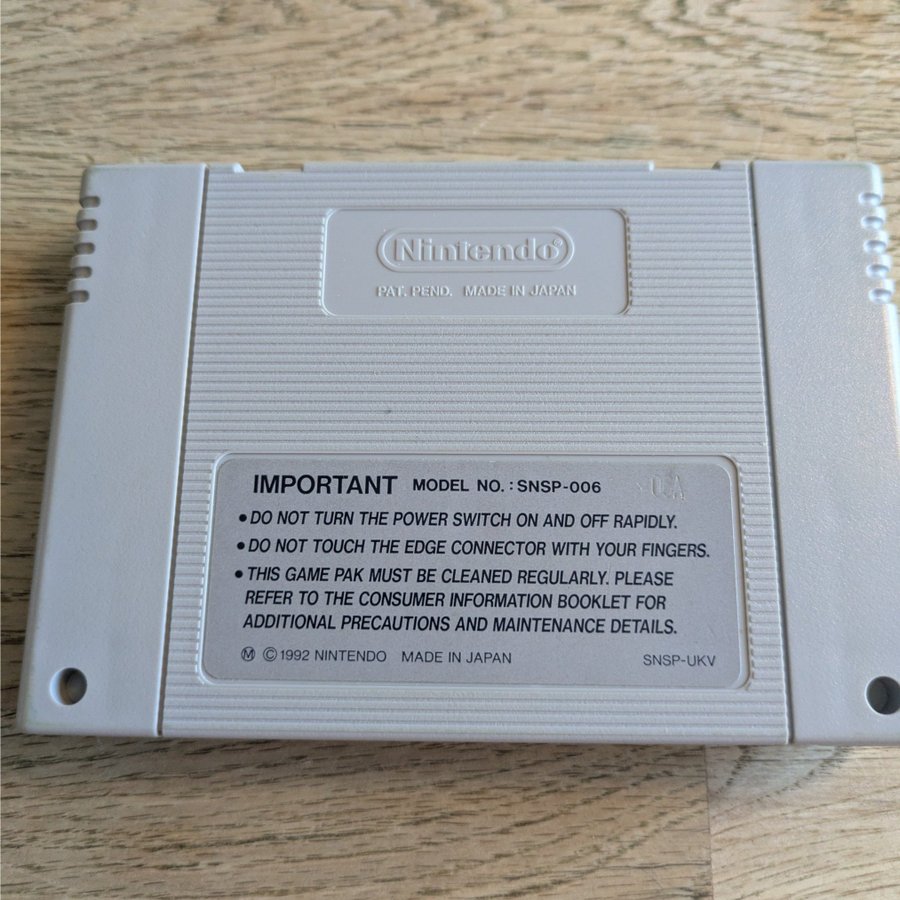 Nintendo®
PAT. PEND. MADE IN JAPAN
IMPORTANT MODEL NO. : SNSP-006
• DO NOT TURN THE POWER SWITCH ON AND OFF RAPIDLY.
• DO NOT TOUCH THE EDGE CONNECTOR WITH YOUR FINGERS.
• THIS GAME PAK MUST BE CLEANED REGULARLY. PLEASE
REFER TO THE CONSUMER INFORMATION BOOKLET FOR
ADDITIONAL PRECAUTIONS AND MAINTENANCE DETAILS.
Ⓜ © 1992 NINTENDO MADE IN JAPAN SNSP-UKV